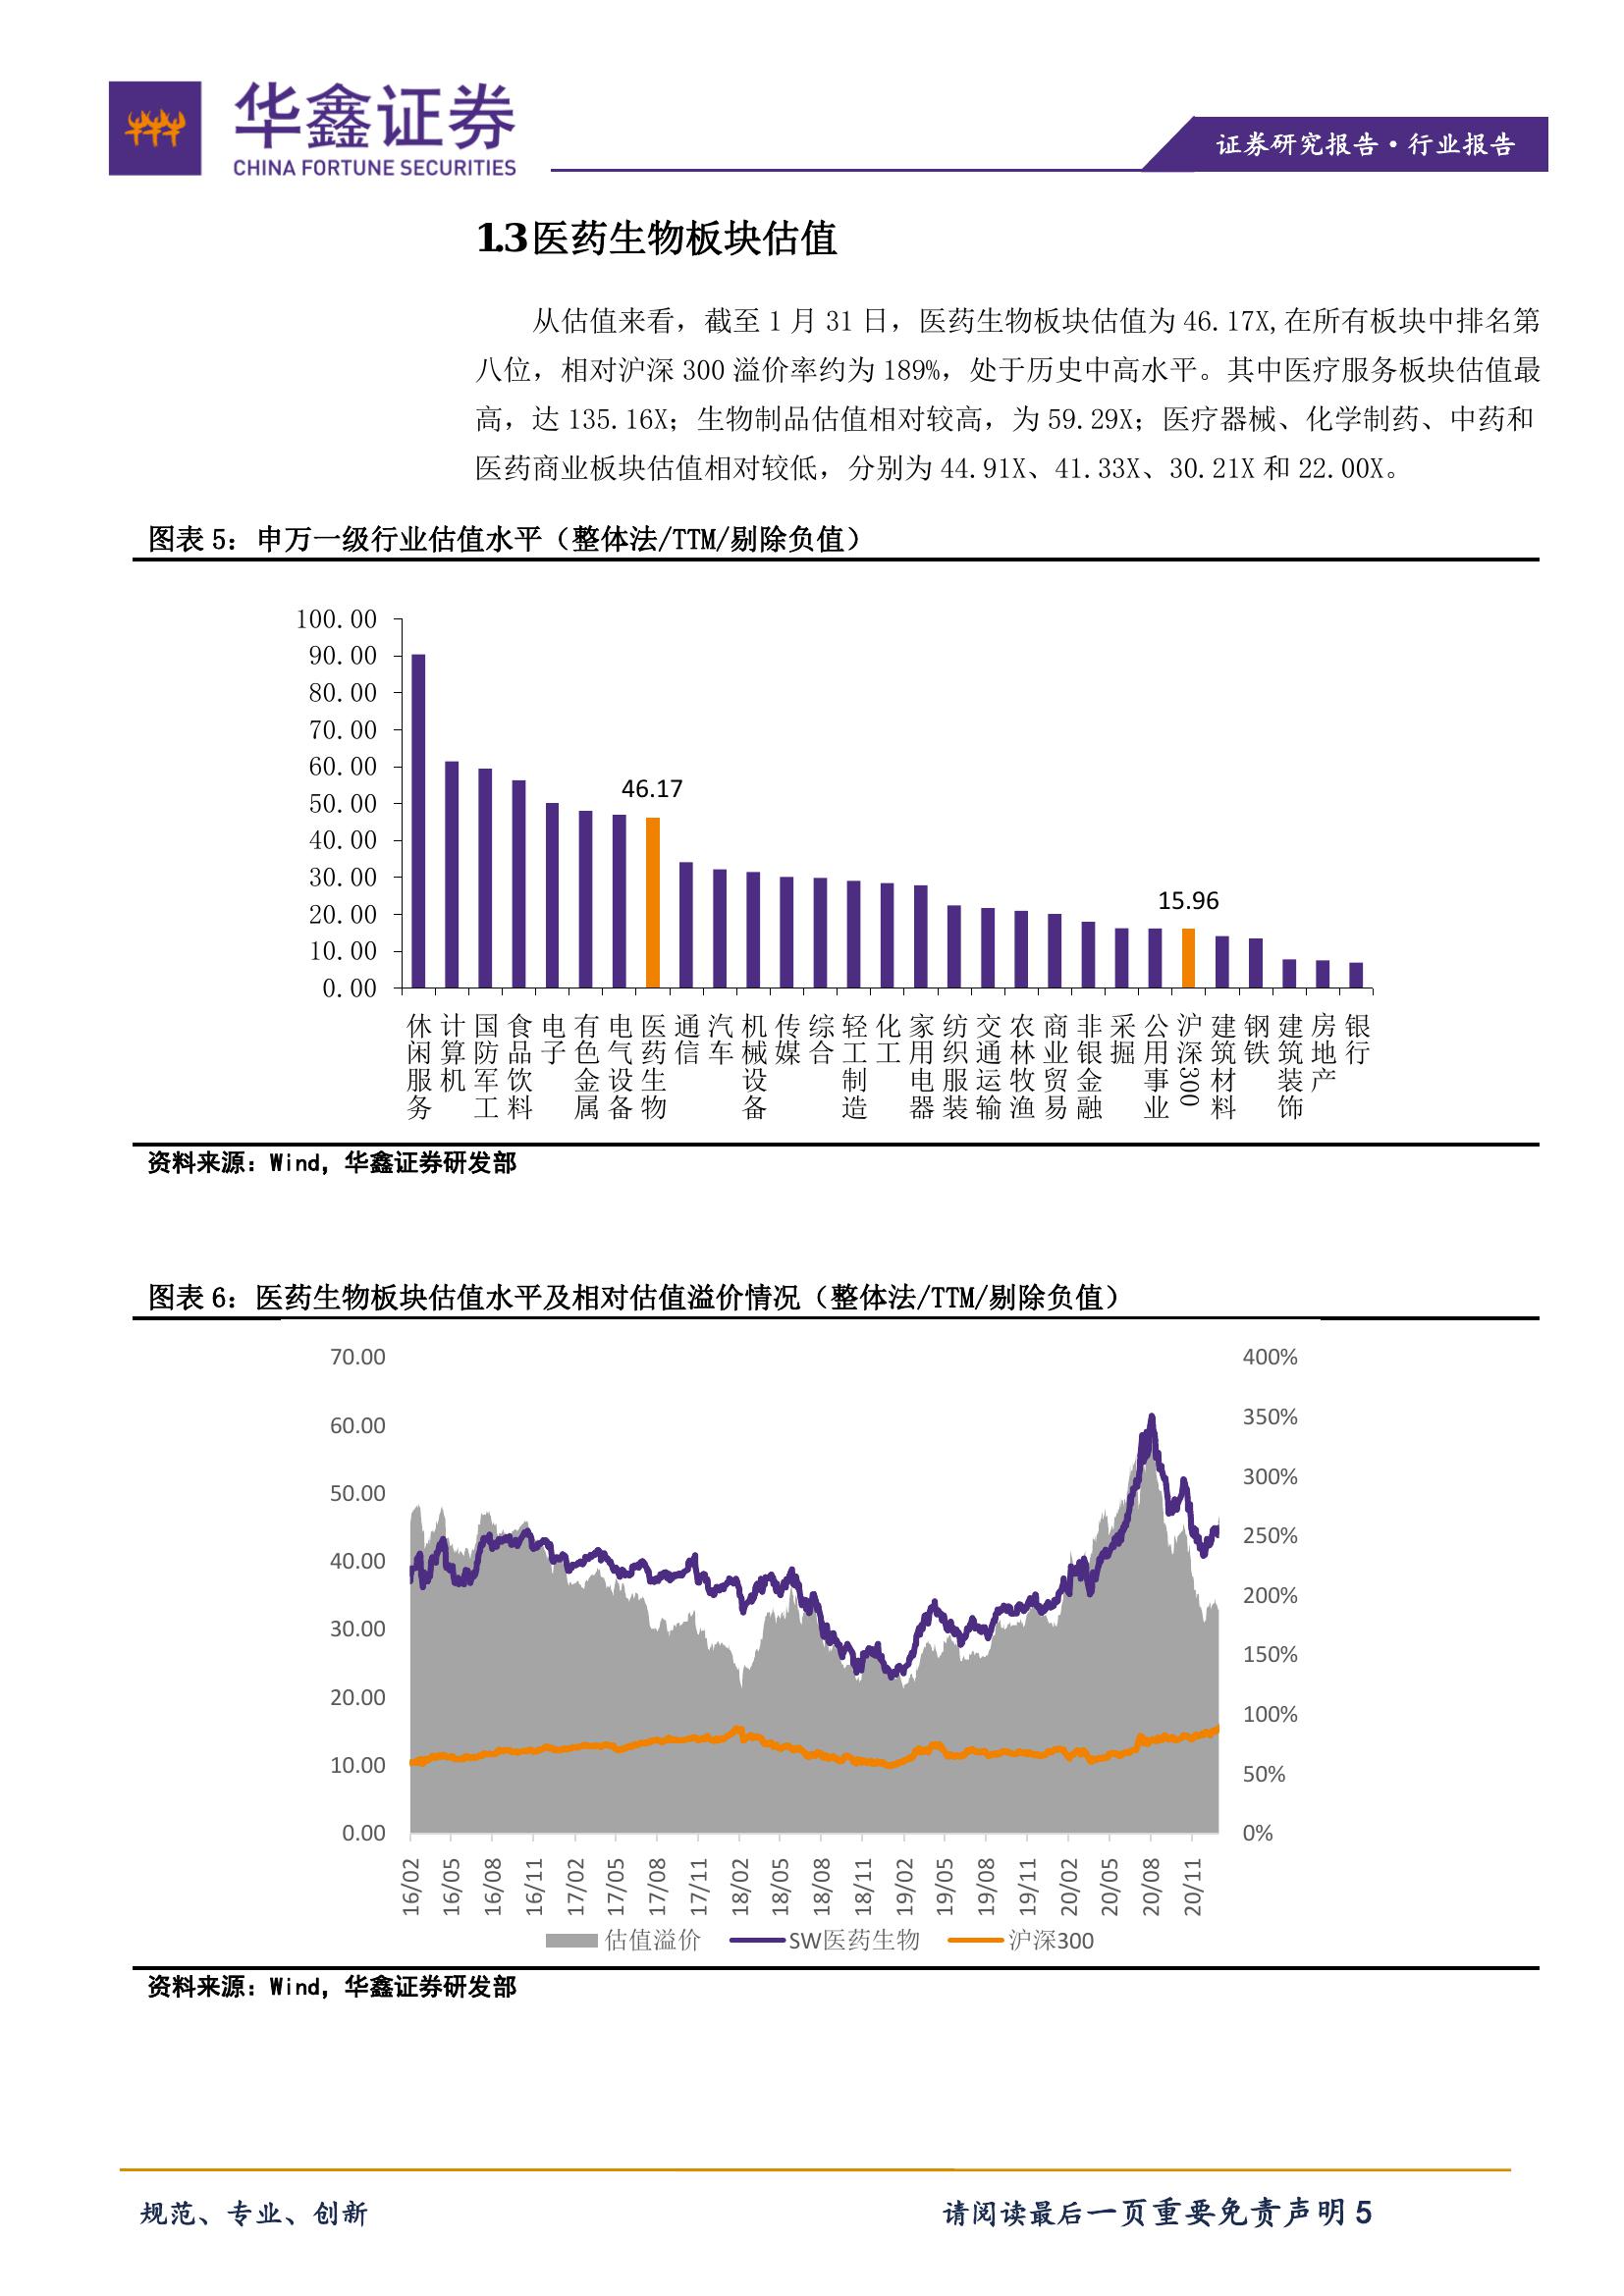 华鑫证券
CHINA FORTUNE SECURITIES
证券研究报告·行业报告
1.3医药生物板块估值
从估值来看，截至 1 月 31 日，医药生物板块估值为 46.17X,在所有板块中排名第
八位，相对沪深 300 溢价率约为 189%，处于历史中高水平。其中医疗服务板块估值最
高，达 135.16X；生物制品估值相对较高，为 59.29X；医疗器械、化学制药、中药和
医药商业板块估值相对较低，分别为 44.91X、41.33X、30.21X 和 22.00X。
图表 5：申万一级行业估值水平（整体法/TTM/剔除负值）
100.00
90.00
80.00
70.00
60.00
50.00
40.00
30.00
20.00
10.00
0.00
46.17
15.96
休闲服务
计算机
国防军工
食品饮料
电子
有色金属
电气设备
医药生物
通信
汽车
机械设备
传媒
综合
轻工制造
化工
家用电器
纺织服装
交通运输
农林牧渔
商业贸易
非银金融
采掘
公用事业
沪深300
建筑材料
钢铁
建筑装饰
房地产
银行
资料来源：Wind，华鑫证券研发部
图表 6：医药生物板块估值水平及相对估值溢价情况（整体法/TTM/剔除负值）
70.00
60.00
50.00
40.00
30.00
20.00
10.00
0.00
400%
350%
300%
250%
200%
150%
100%
50%
0%
16/02
16/05
16/08
16/11
17/02
17/05
17/08
17/11
18/02
18/05
18/08
18/11
19/02
19/05
19/08
19/11
20/02
20/05
20/08
20/11
估值溢价
SW医药生物
沪深300
资料来源：Wind，华鑫证券研发部
规范、专业、创新
请阅读最后一页重要免责声明 5